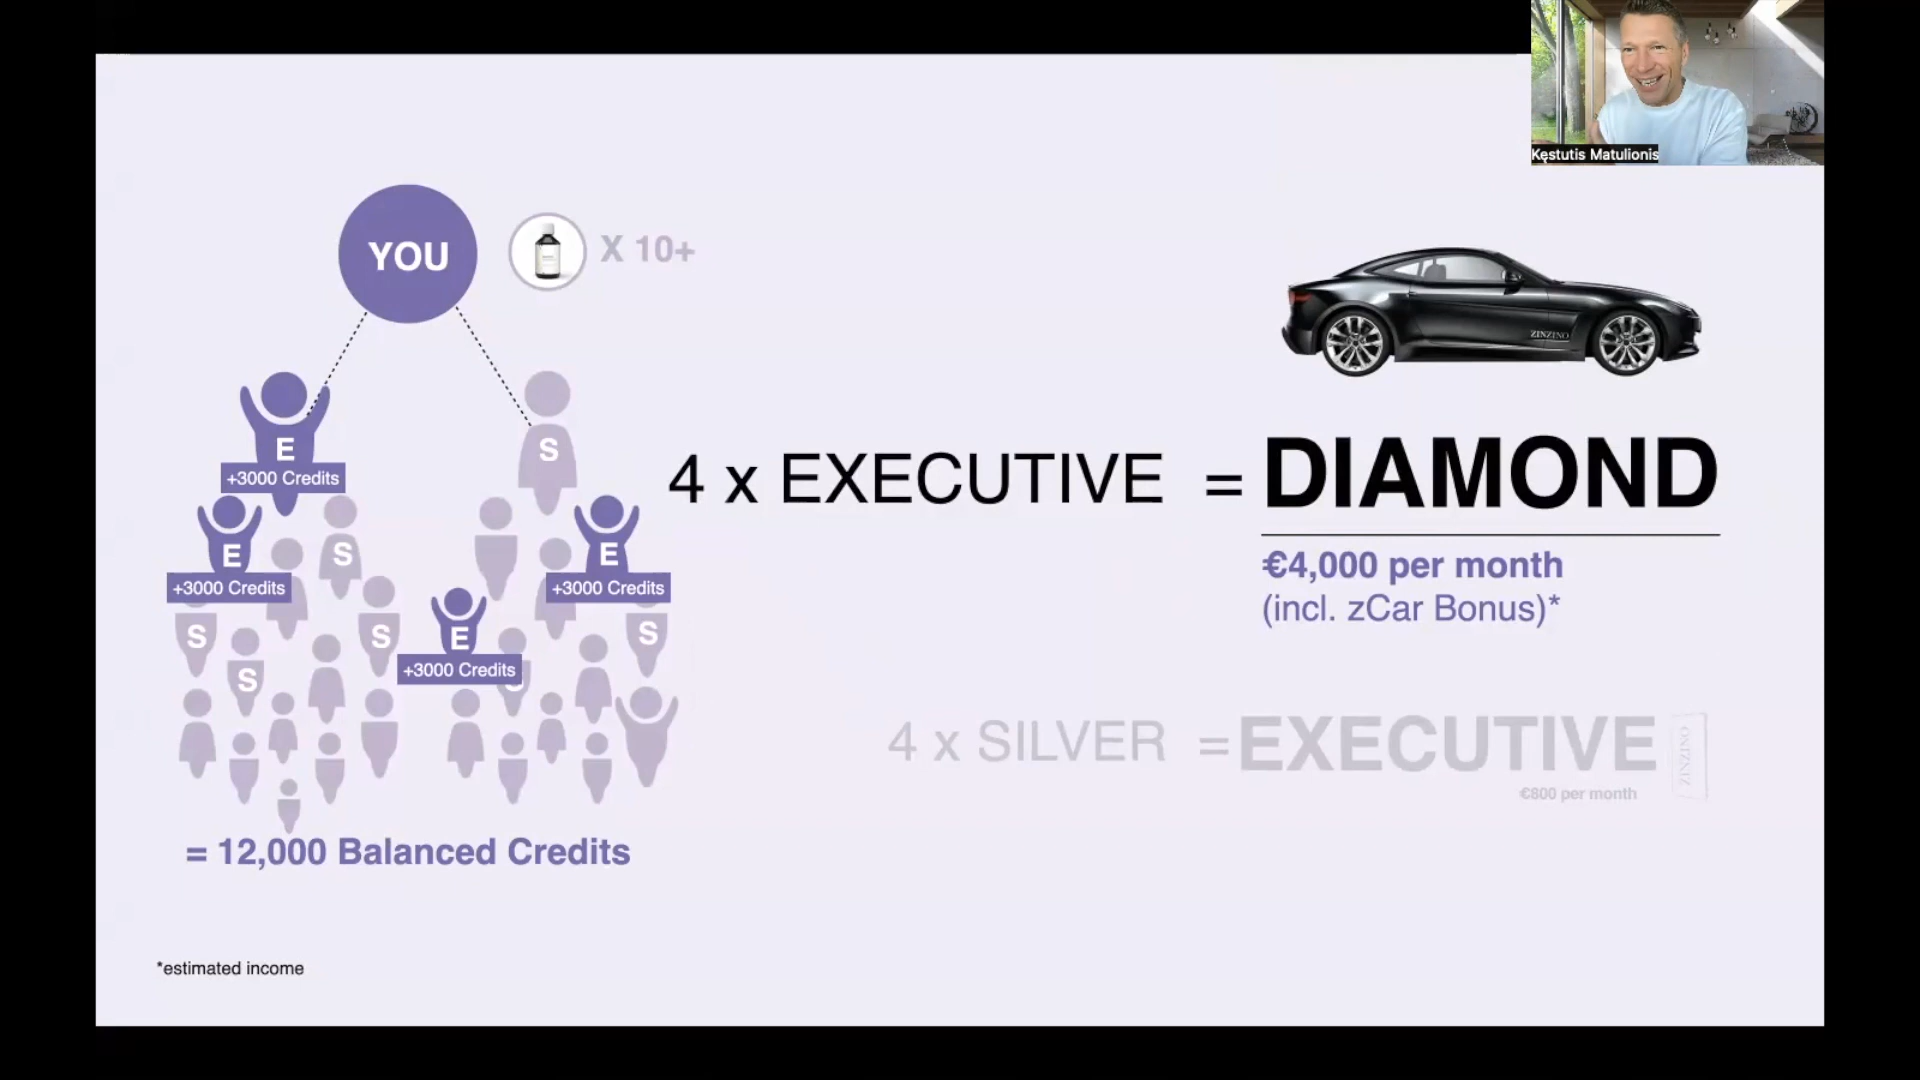 Kęstutis Matulionis
YOU
X 10+
ZINZINO
E
+3000 Credits
S
4 x EXECUTIVE = DIAMOND
€4,000 per month
(incl. zCar Bonus)*
E
+3000 Credits
S
E
+3000 Credits
S
S
S
E
+3000 Credits
S
S
4 x SILVER = EXECUTIVE
€800 per month
ZINZINO
= 12,000 Balanced Credits
*estimated income